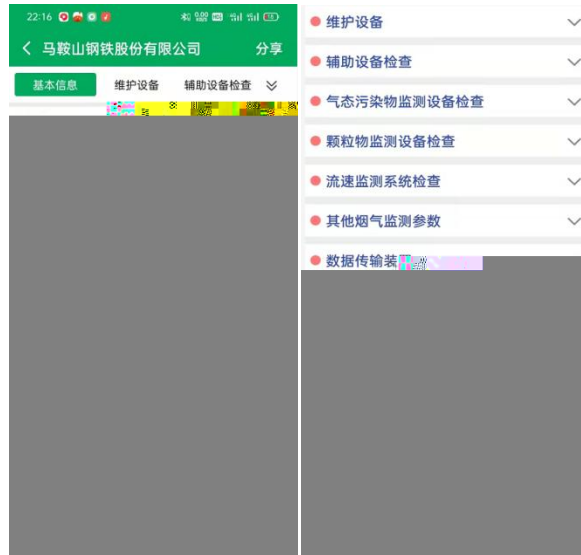 22:16
马鞍山钢铁股份有限公司 分享
基本信息 维护设备 辅助设备检查
维护设备
辅助设备检查
气态污染物监测设备检查
颗粒物监测设备检查
流速监测系统检查
其他烟气监测参数
数据传输装